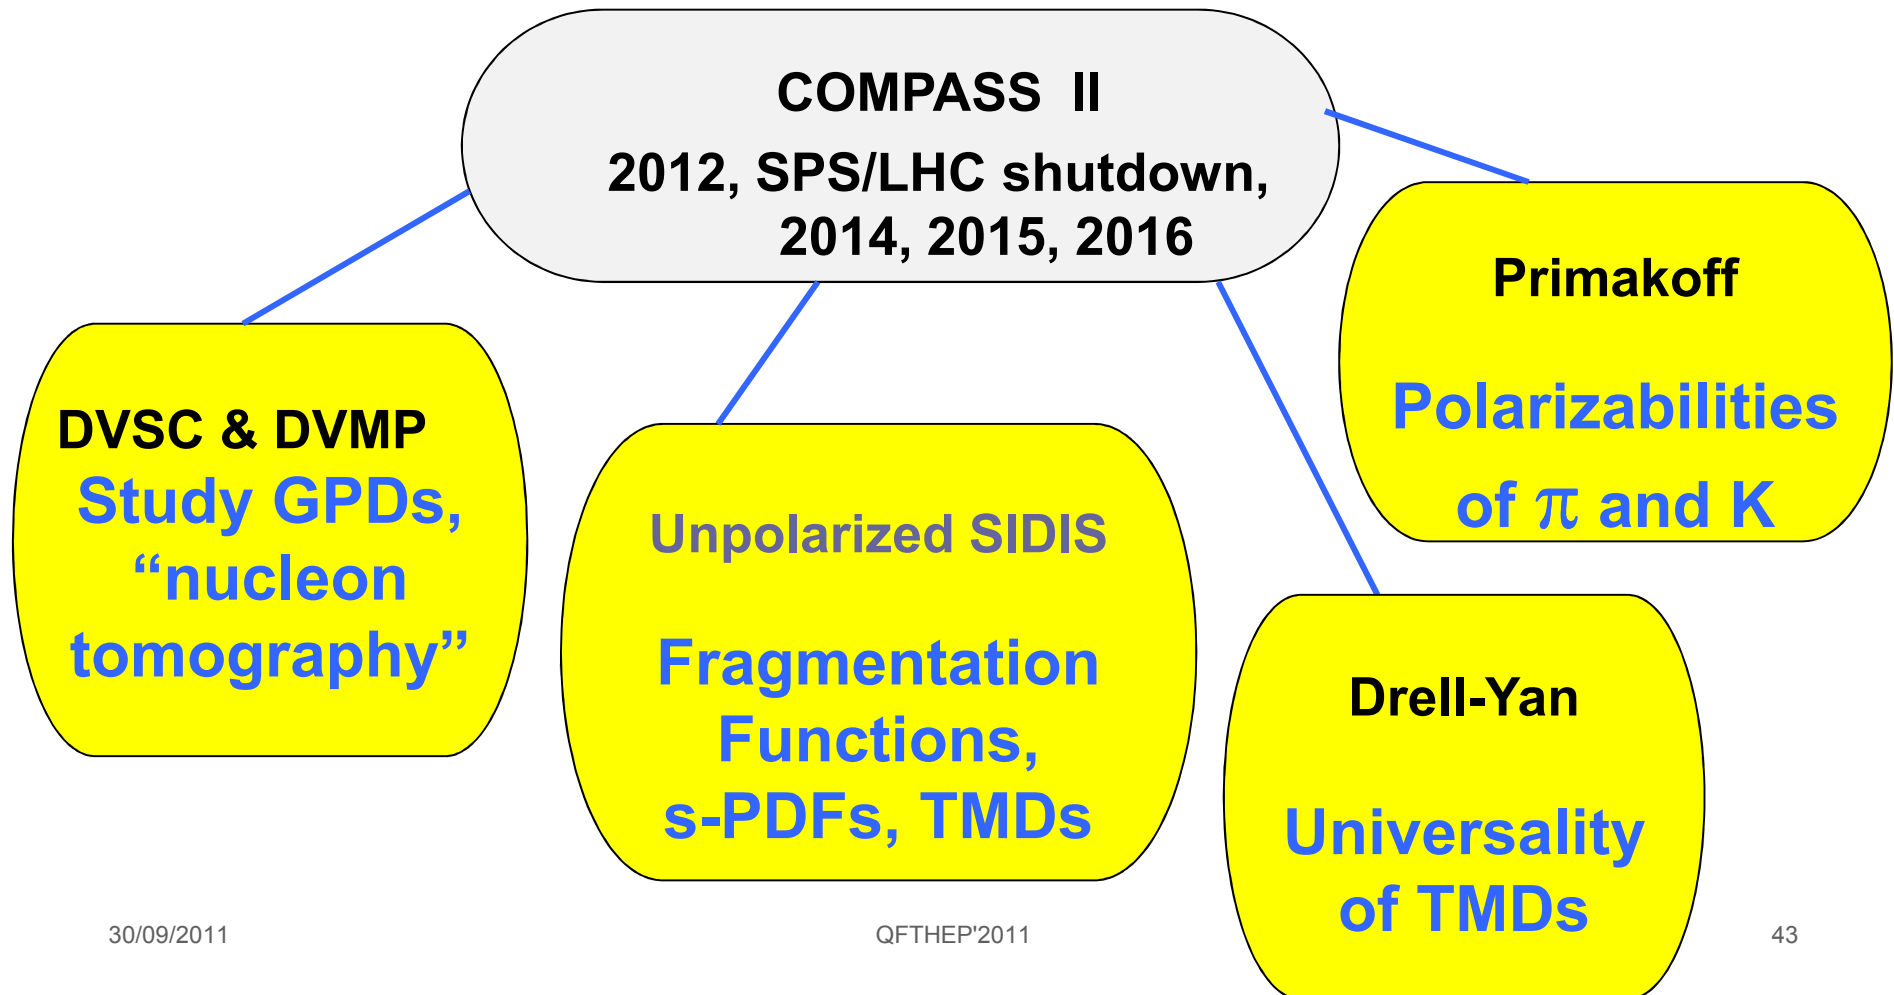 COMPASS II
2012, SPS/LHC shutdown,
2014, 2015, 2016
DVSC & DVMP
Study GPDs,
“nucleon
tomography”
Unpolarized SIDIS
Fragmentation
Functions,
s-PDFs, TMDs
Drell-Yan
Universality
of TMDs
Primakoff
Polarizabilities
of π and K
30/09/2011
QFTHEP'2011
43